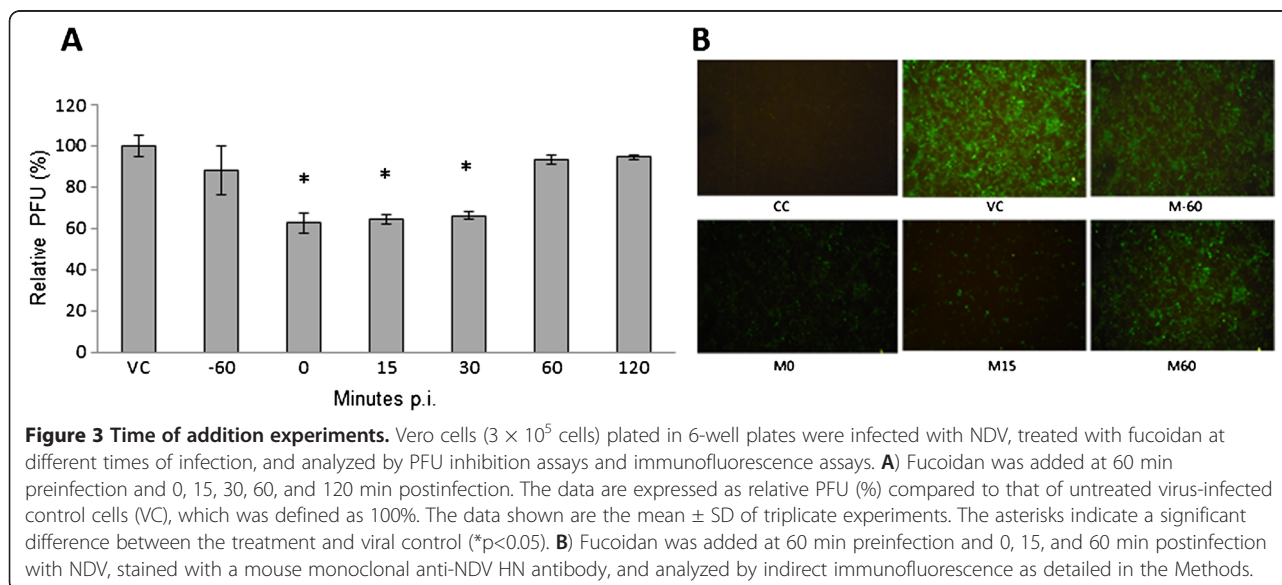 A
B
120
100
80
60
40
20
0
Relative PFU (%)
* * *
VC -60 0 15 30 60 120
Minutes p.i.
CC VC M-60
M0 M15 M60
Figure 3 Time of addition experiments. Vero cells (3 × 10⁵ cells) plated in 6-well plates were infected with NDV, treated with fucoidan at
different times of infection, and analyzed by PFU inhibition assays and immunofluorescence assays. A) Fucoidan was added at 60 min
preinfection and 0, 15, 30, 60, and 120 min postinfection. The data are expressed as relative PFU (%) compared to that of untreated virus-infected
control cells (VC), which was defined as 100%. The data shown are the mean ± SD of triplicate experiments. The asterisks indicate a significant
difference between the treatment and viral control (*p<0.05). B) Fucoidan was added at 60 min preinfection and 0, 15, and 60 min postinfection
with NDV, stained with a mouse monoclonal anti-NDV HN antibody, and analyzed by indirect immunofluorescence as detailed in the Methods.